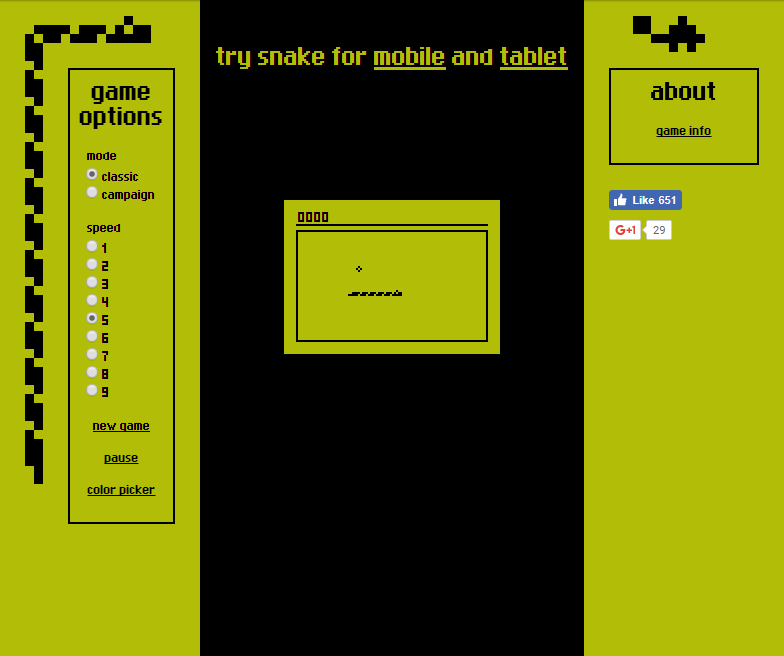 try snake for mobile and tablet
game
options
mode
classic
campaign
speed
1
2
3
4
5
6
7
8
9
new game
pause
color picker
0000
about
game info
Like 651
G+1 29